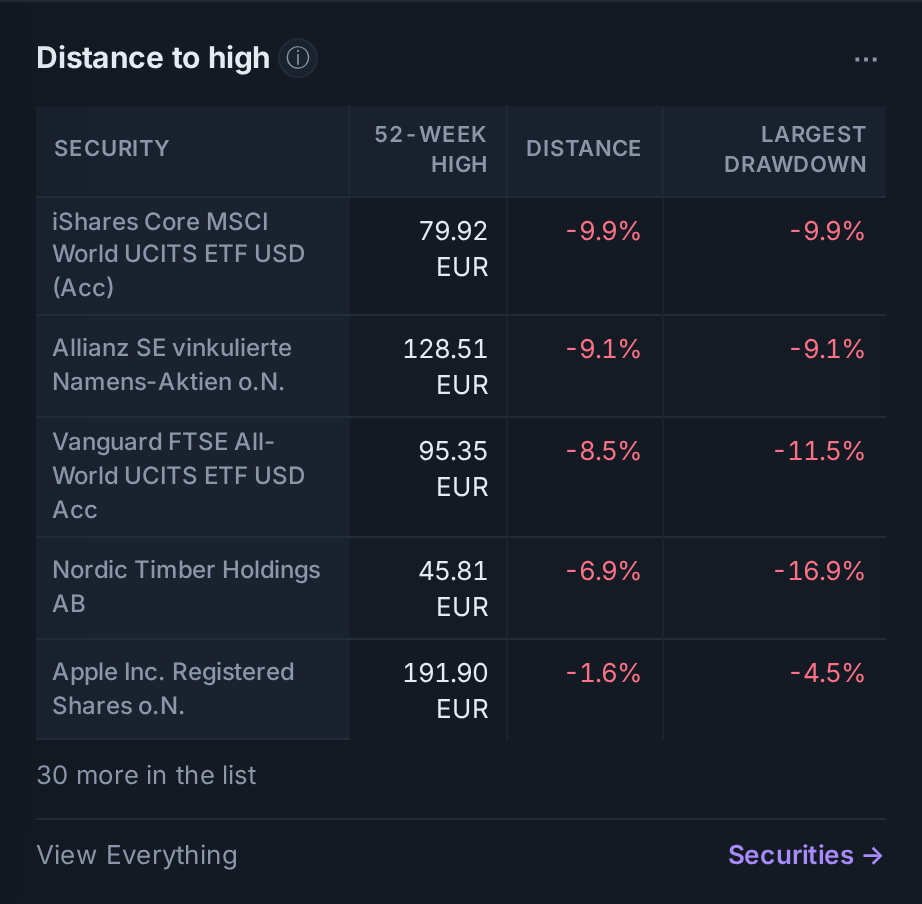 Distance to high ⓘ
...
SECURITY
52-WEEK
HIGH
DISTANCE
LARGEST
DRAWDOWN
iShares Core MSCI
World UCITS ETF USD
(Acc)
79.92
EUR
-9.9%
-9.9%
Allianz SE vinkulierte
Namens-Aktien o.N.
128.51
EUR
-9.1%
-9.1%
Vanguard FTSE All-
World UCITS ETF USD
Acc
95.35
EUR
-8.5%
-11.5%
Nordic Timber Holdings
AB
45.81
EUR
-6.9%
-16.9%
Apple Inc. Registered
Shares o.N.
191.90
EUR
-1.6%
-4.5%
30 more in the list
View Everything
Securities →